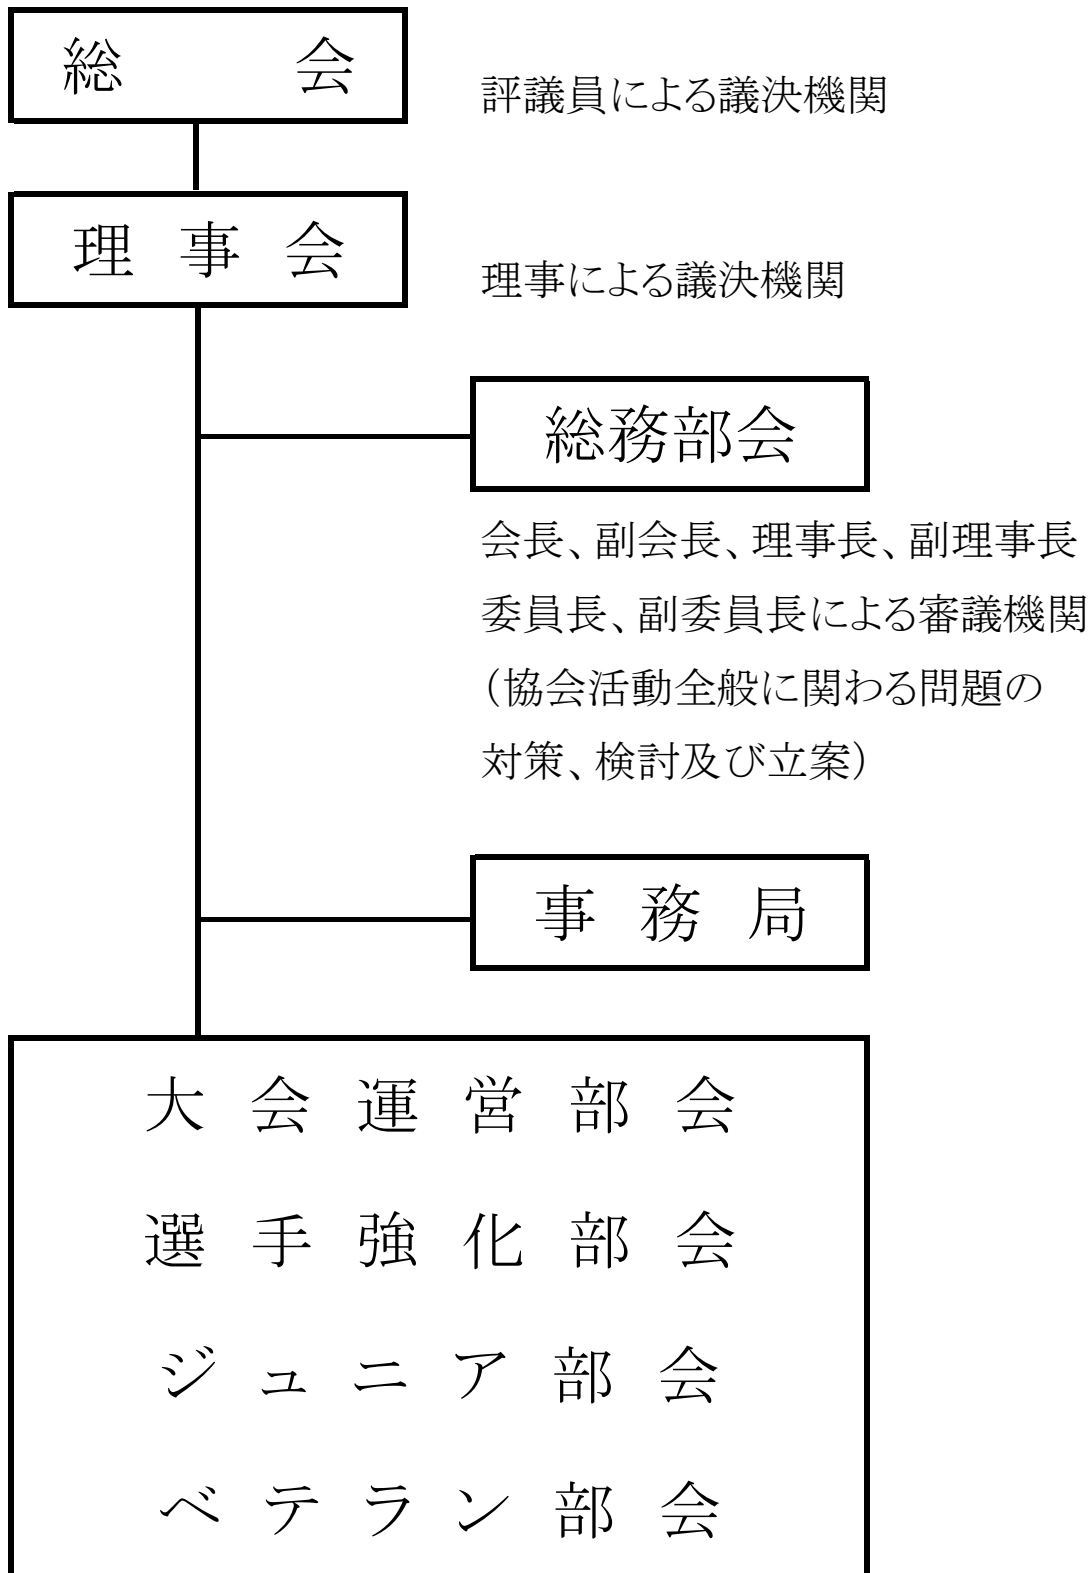 総会
評議員による議決機関
理事会
理事による議決機関
総務部会
会長、副会長、理事長、副理事長
委員長、副委員長による審議機関
（協会活動全般に関わる問題の
対策、検討及び立案）
事務局
大会運営部会
選手強化部会
ジュニア部会
ベテラン部会